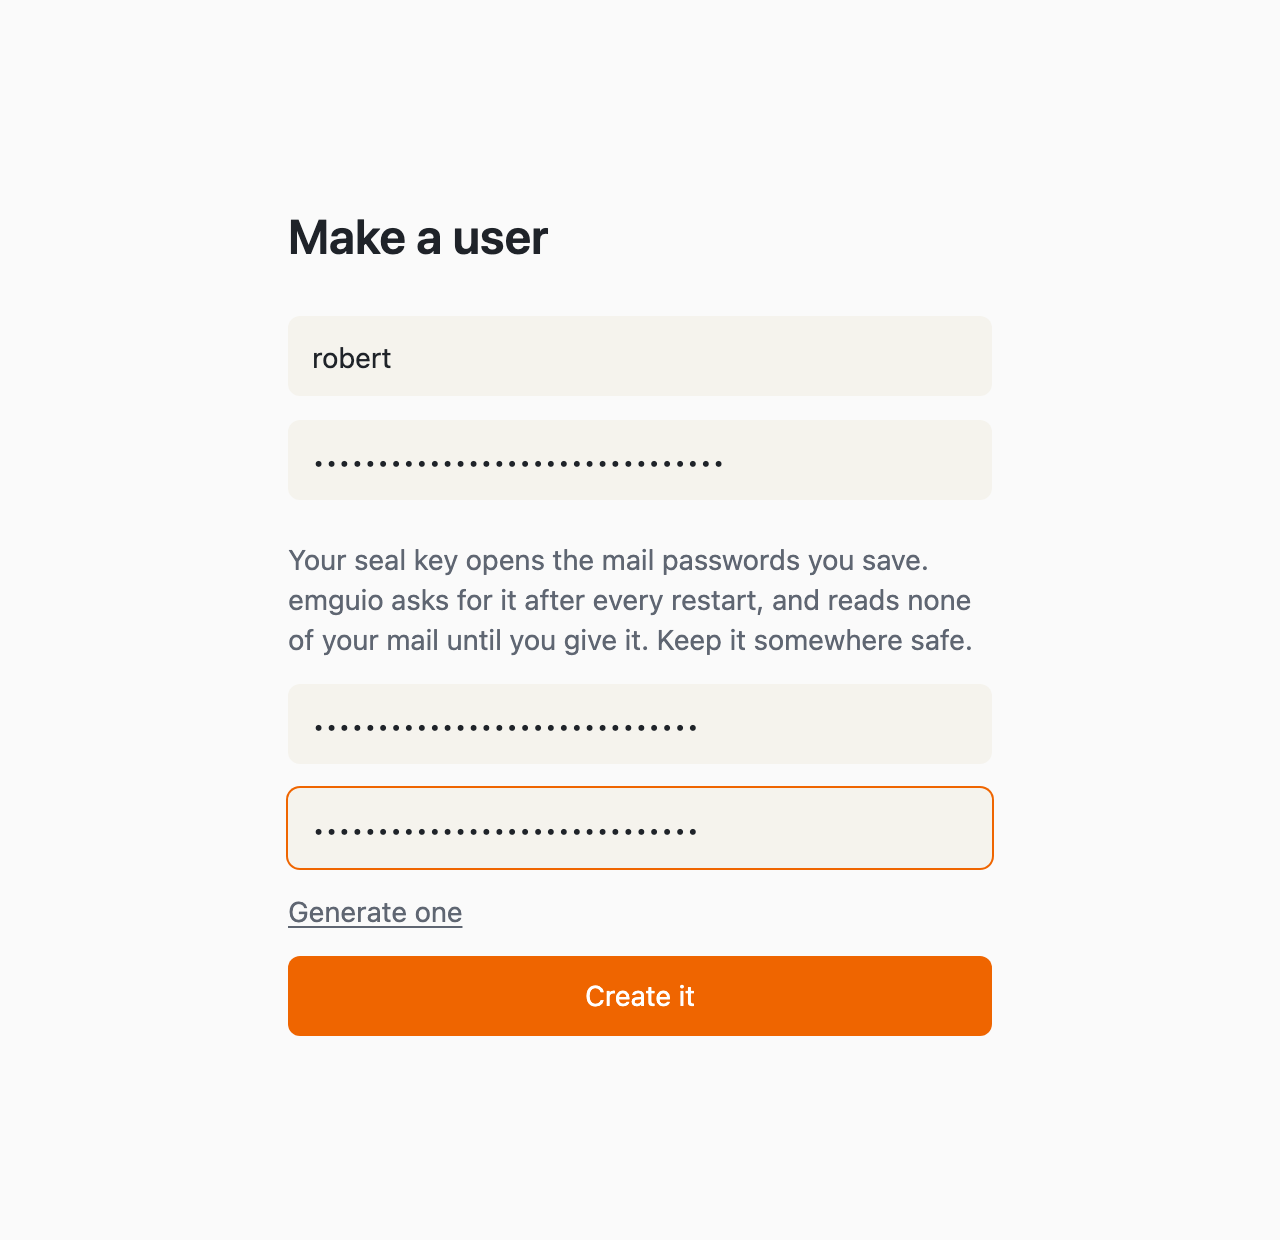 Make a user
robert
••••••••••••••••••••••••••••••••
Your seal key opens the mail passwords you save.
emguio asks for it after every restart, and reads none
of your mail until you give it. Keep it somewhere safe.
••••••••••••••••••••••••••••••
••••••••••••••••••••••••••••••
Generate one
Create it